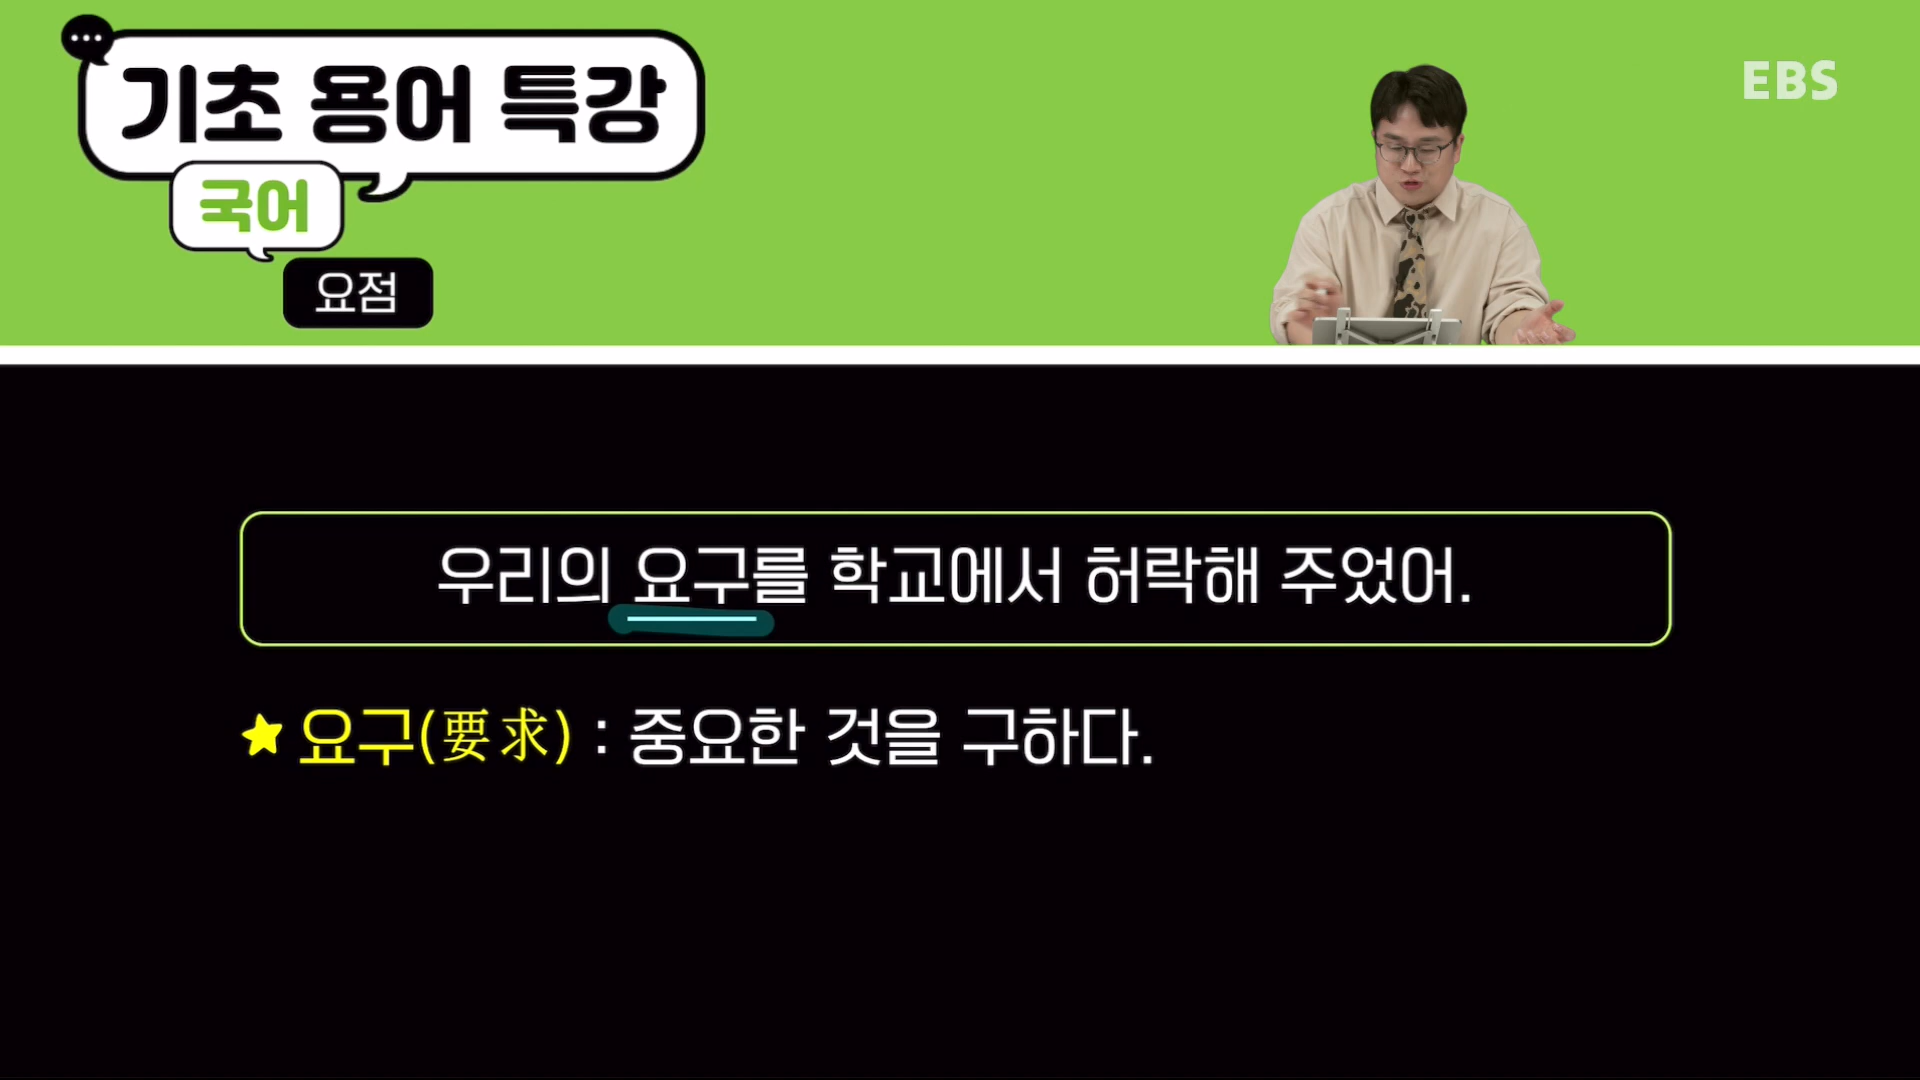 기초 용어 특강
EBS
국어
요점
우리의 요구를 학교에서 허락해 주었어.
요구(要求) : 중요한 것을 구하다.